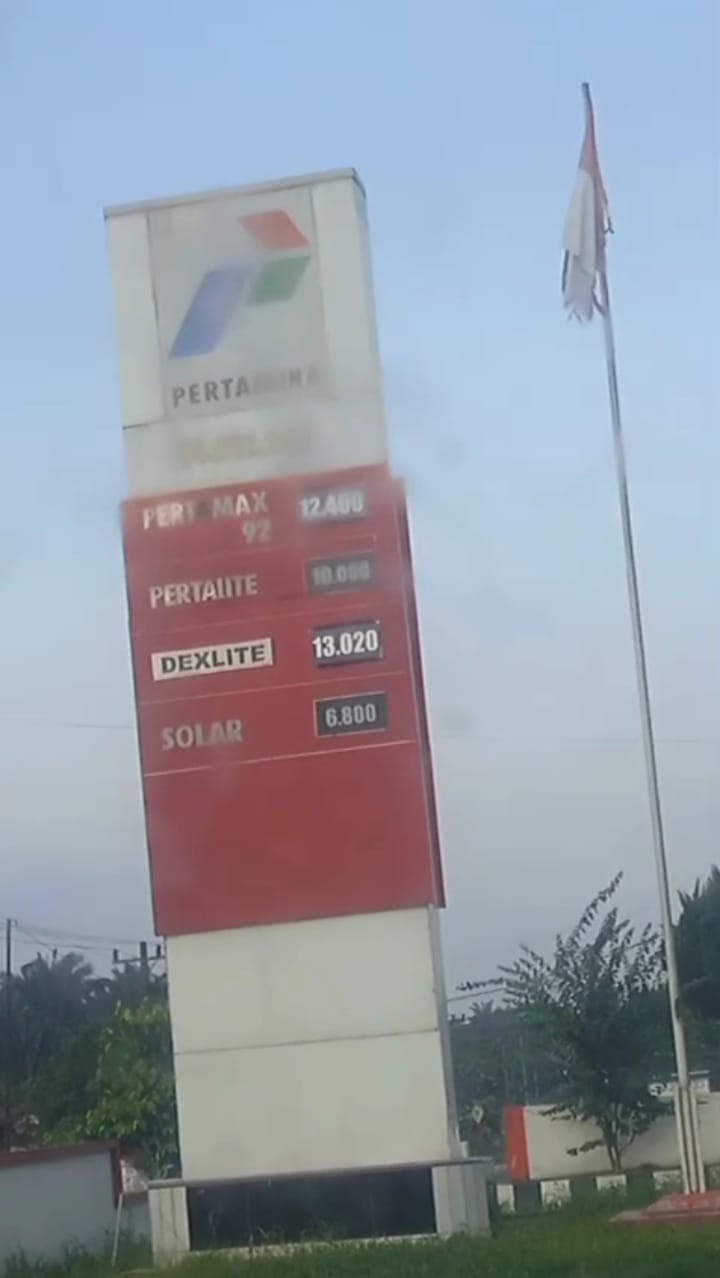 PERTAMINA
PERTAMAX 12.400
92
PERTALITE 10.000
DEXLITE 13.020
SOLAR 6.800